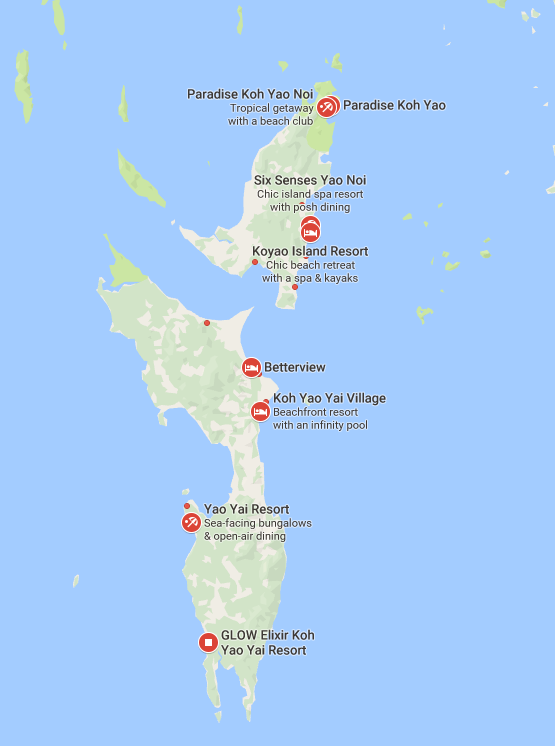 Paradise Koh Yao Noi
Tropical getaway
with a beach club
Paradise Koh Yao
Six Senses Yao Noi
Chic island spa resort
with posh dining
Koyao Island Resort
Chic beach retreat
with a spa & kayaks
Betterview
Koh Yao Yai Village
Beachfront resort
with an infinity pool
Yao Yai Resort
Sea-facing bungalows
& open-air dining
GLOW Elixir Koh
Yao Yai Resort